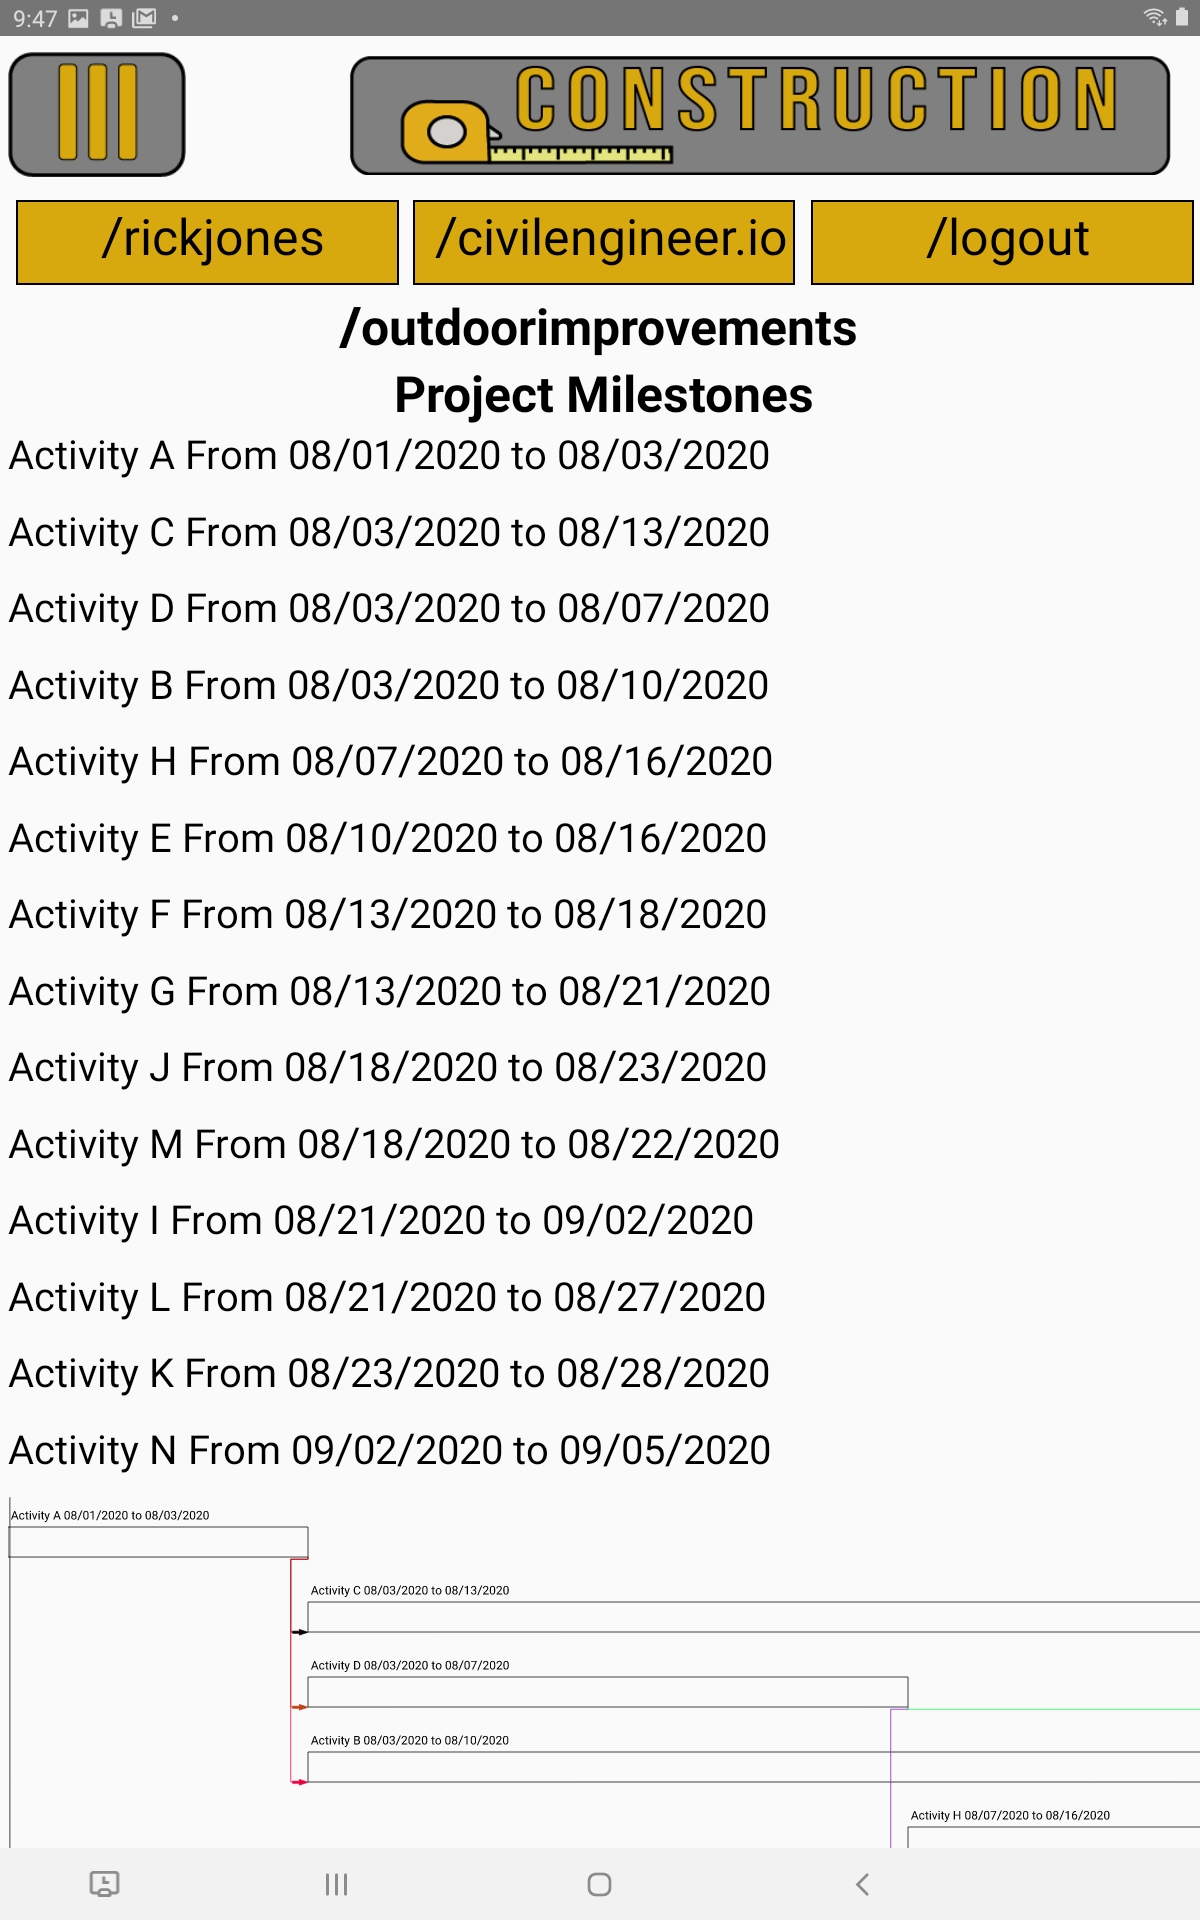 9:47
CONSTRUCTION
/rickjones /civilengineer.io /logout
/outdoorimprovements
Project Milestones
Activity A From 08/01/2020 to 08/03/2020
Activity C From 08/03/2020 to 08/13/2020
Activity D From 08/03/2020 to 08/07/2020
Activity B From 08/03/2020 to 08/10/2020
Activity H From 08/07/2020 to 08/16/2020
Activity E From 08/10/2020 to 08/16/2020
Activity F From 08/13/2020 to 08/18/2020
Activity G From 08/13/2020 to 08/21/2020
Activity J From 08/18/2020 to 08/23/2020
Activity M From 08/18/2020 to 08/22/2020
Activity I From 08/21/2020 to 09/02/2020
Activity L From 08/21/2020 to 08/27/2020
Activity K From 08/23/2020 to 08/28/2020
Activity N From 09/02/2020 to 09/05/2020
Activity A 08/01/2020 to 08/03/2020
Activity C 08/03/2020 to 08/13/2020
Activity D 08/03/2020 to 08/07/2020
Activity B 08/03/2020 to 08/10/2020
Activity H 08/07/2020 to 08/16/2020